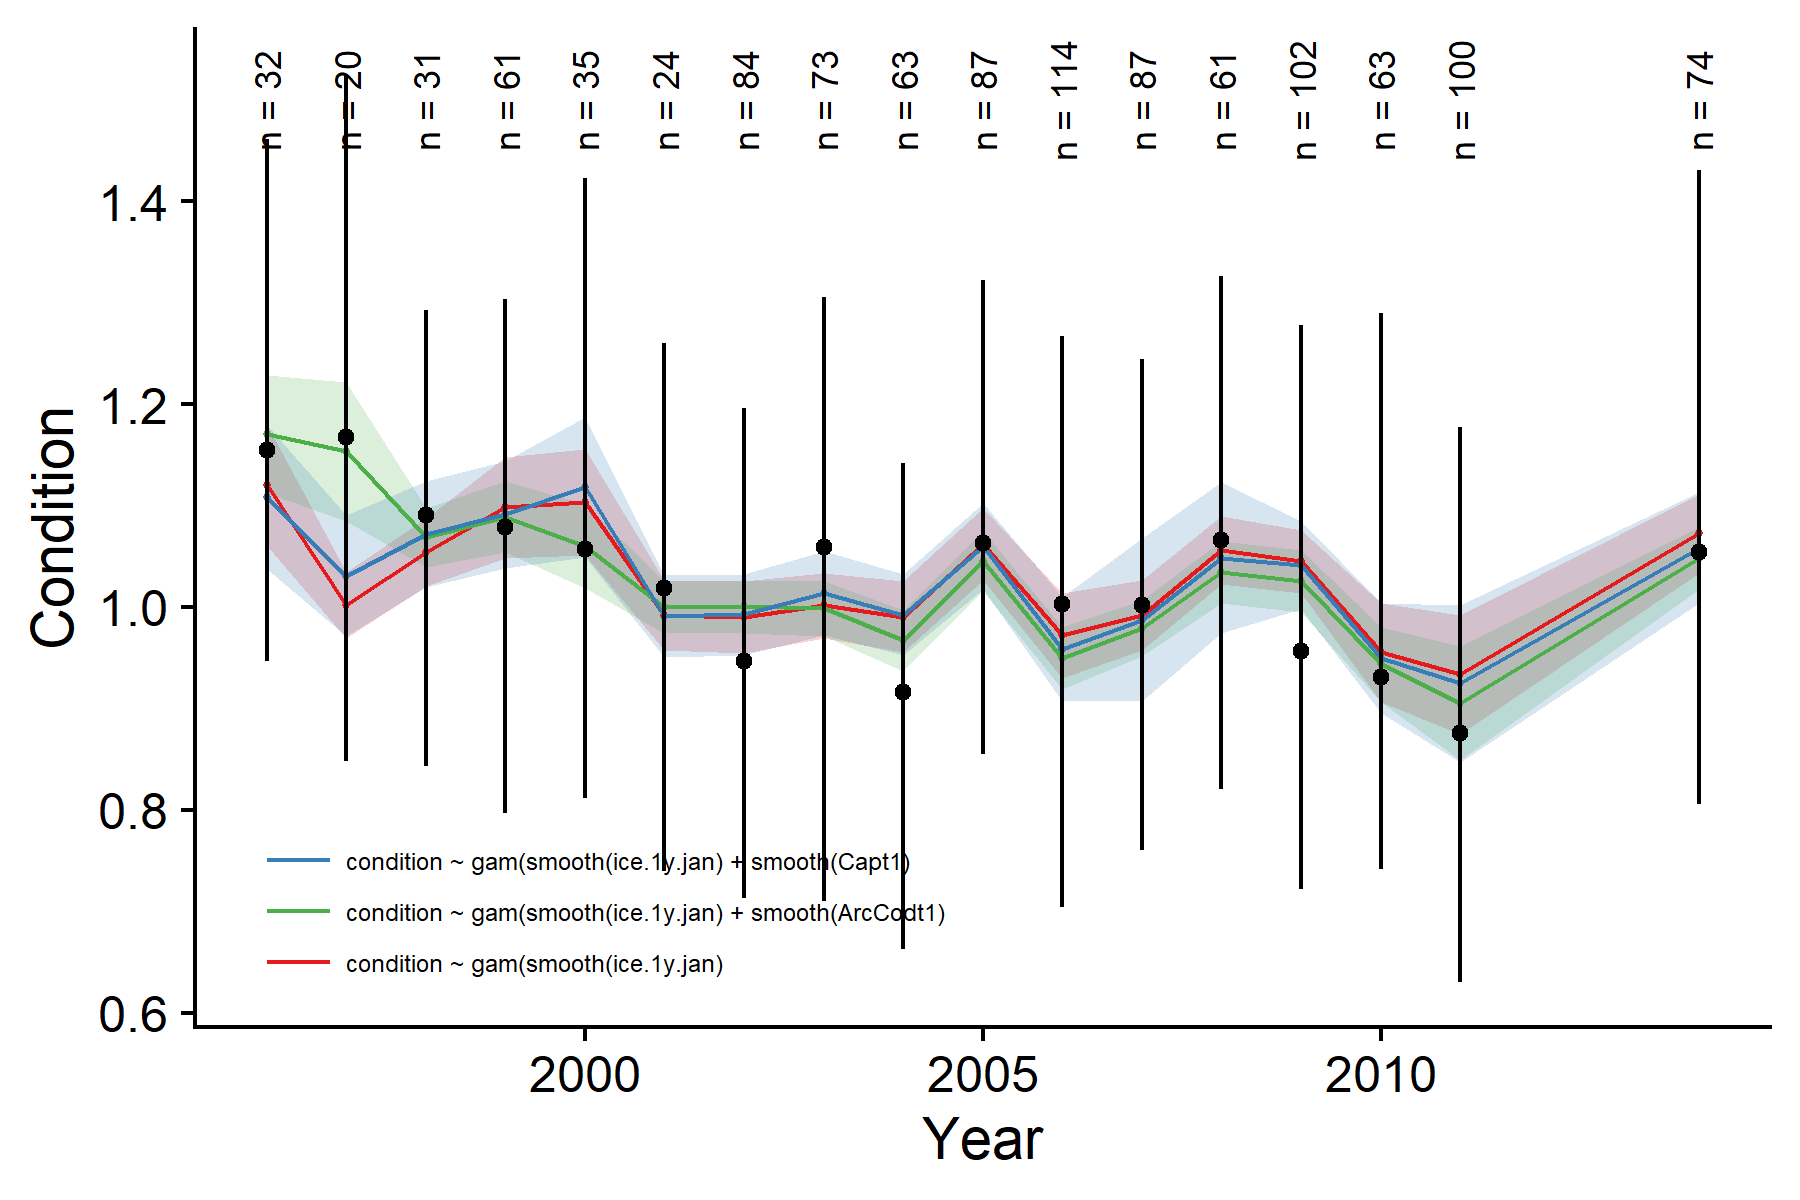 n = 32
n = 20
n = 31
n = 61
n = 35
n = 24
n = 84
n = 73
n = 63
n = 87
n = 114
n = 87
n = 61
n = 102
n = 63
n = 100
n = 74
1.4
1.2
1.0
0.8
0.6
Condition
condition ~ gam(smooth(ice.1y.jan) + smooth(Capt1)
condition ~ gam(smooth(ice.1y.jan) + smooth(ArcCodt1)
condition ~ gam(smooth(ice.1y.jan)
2000
2005
2010
Year